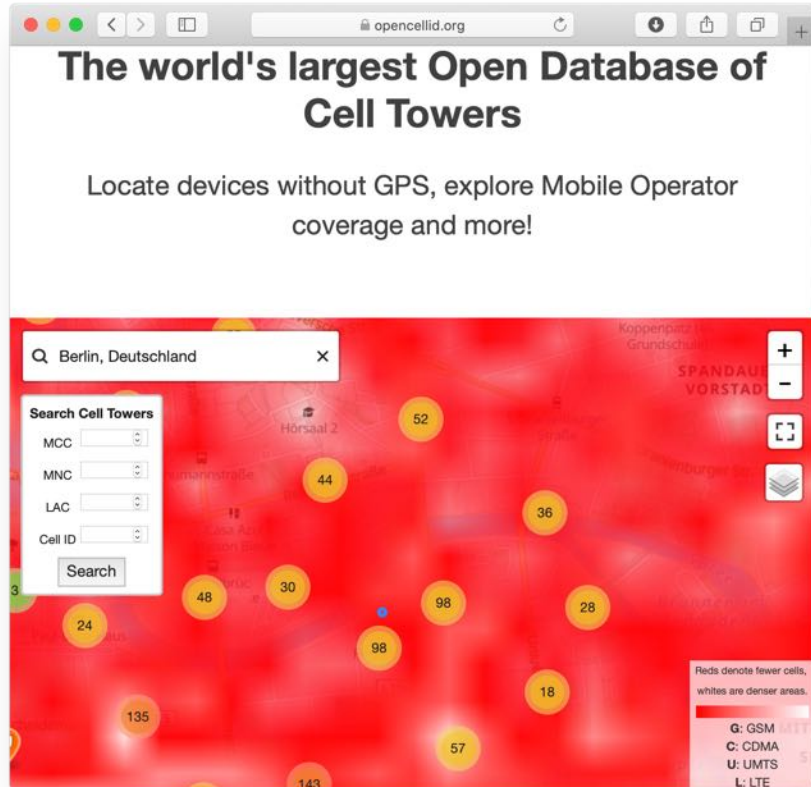 opencellid.org
The world's largest Open Database of
Cell Towers
Locate devices without GPS, explore Mobile Operator
coverage and more!
Berlin, Deutschland
Search Cell Towers
MCC
MNC
LAC
Cell ID
Search
+
−
Hörsaal 2
SPANDAUE
VORSTADT
52
44
36
3
48
30
98
28
24
98
18
135
57
143
Reds denote fewer cells,
whites are denser areas.
G: GSM
C: CDMA
U: UMTS
L: LTE